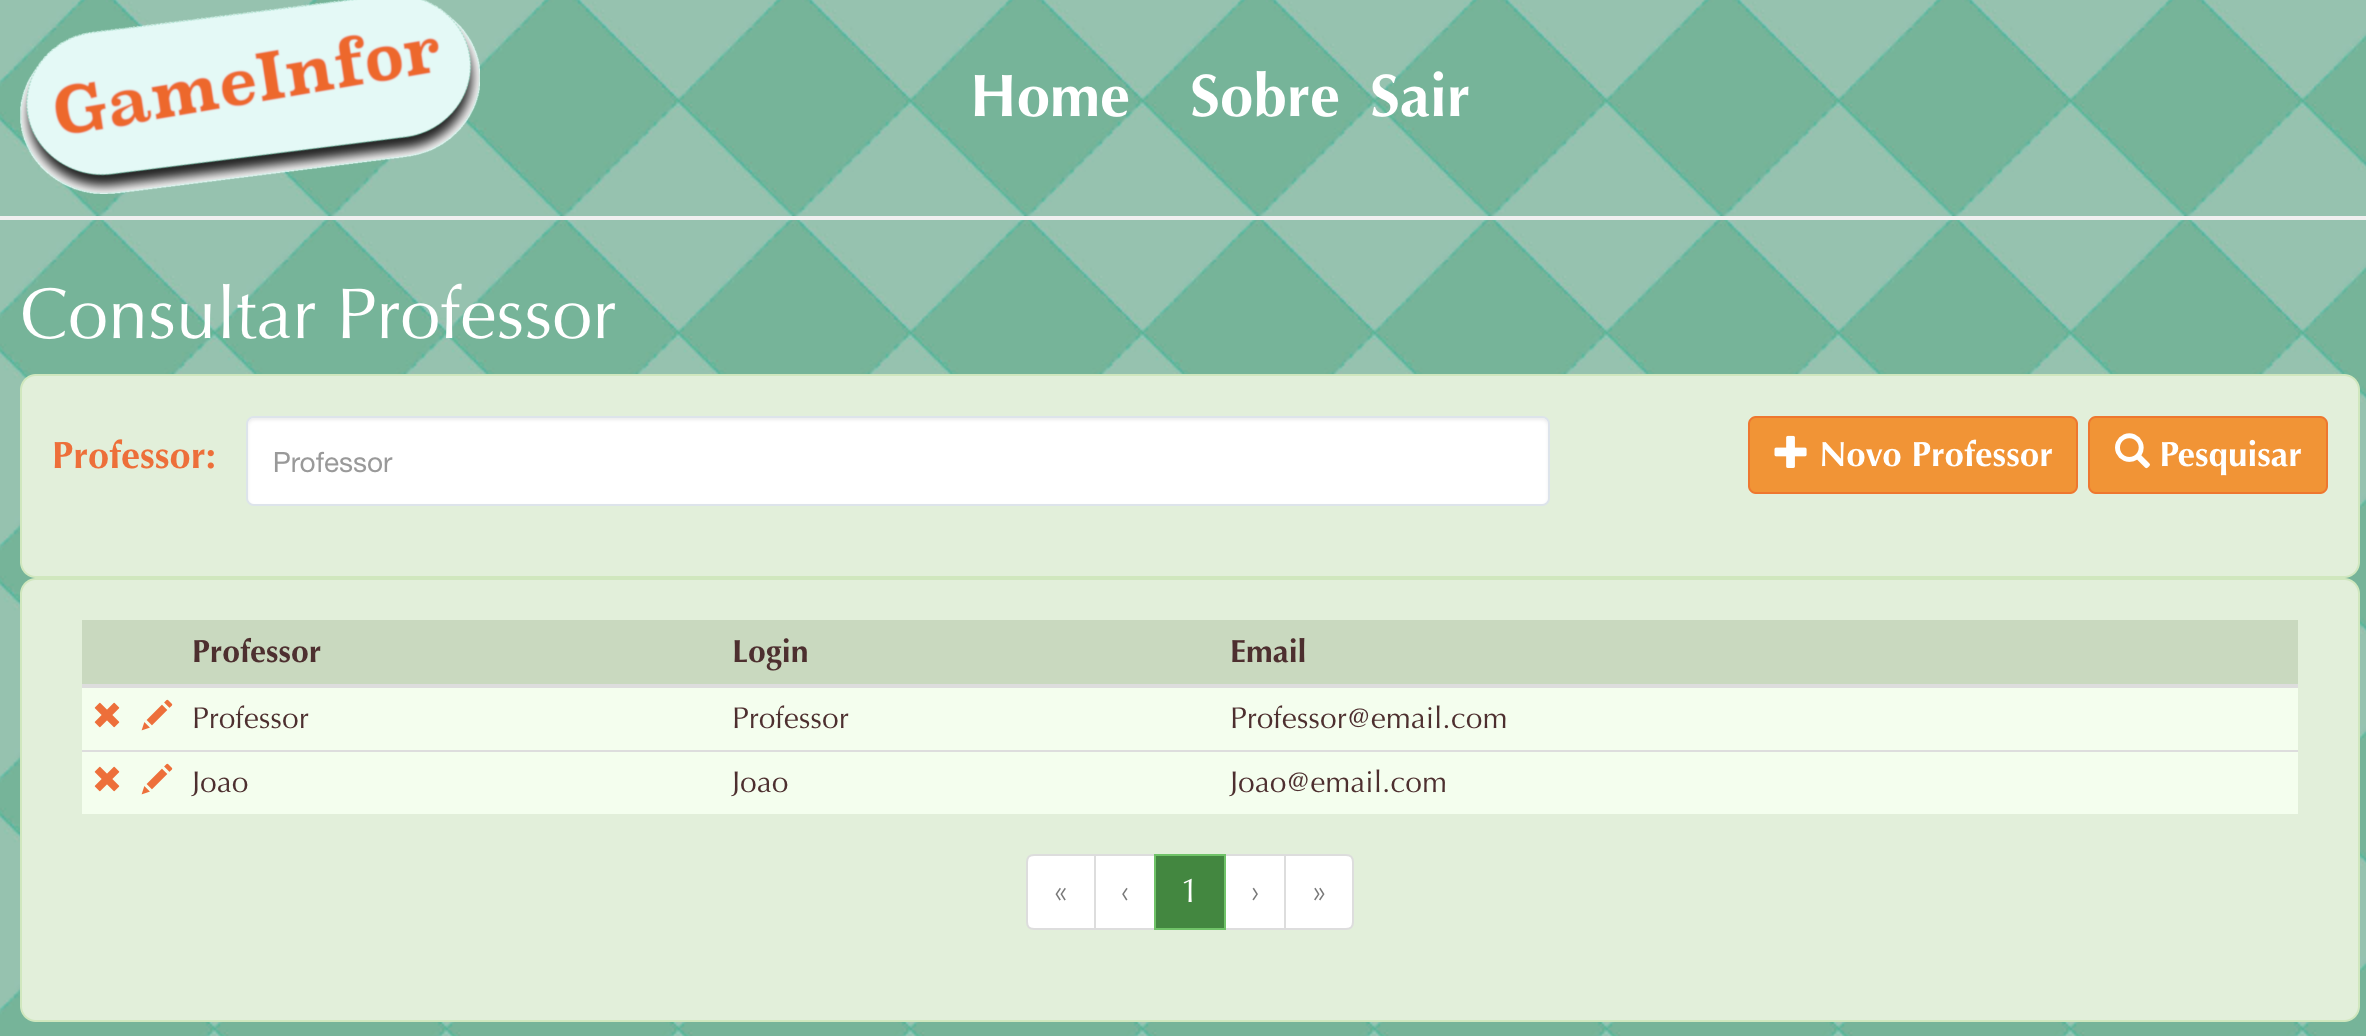 GameInfor
Home Sobre Sair
Consultar Professor
Professor: Professor Novo Professor Pesquisar
Professor Login Email
Professor Professor Professor@email.com
Joao Joao Joao@email.com
« ‹ 1 › »